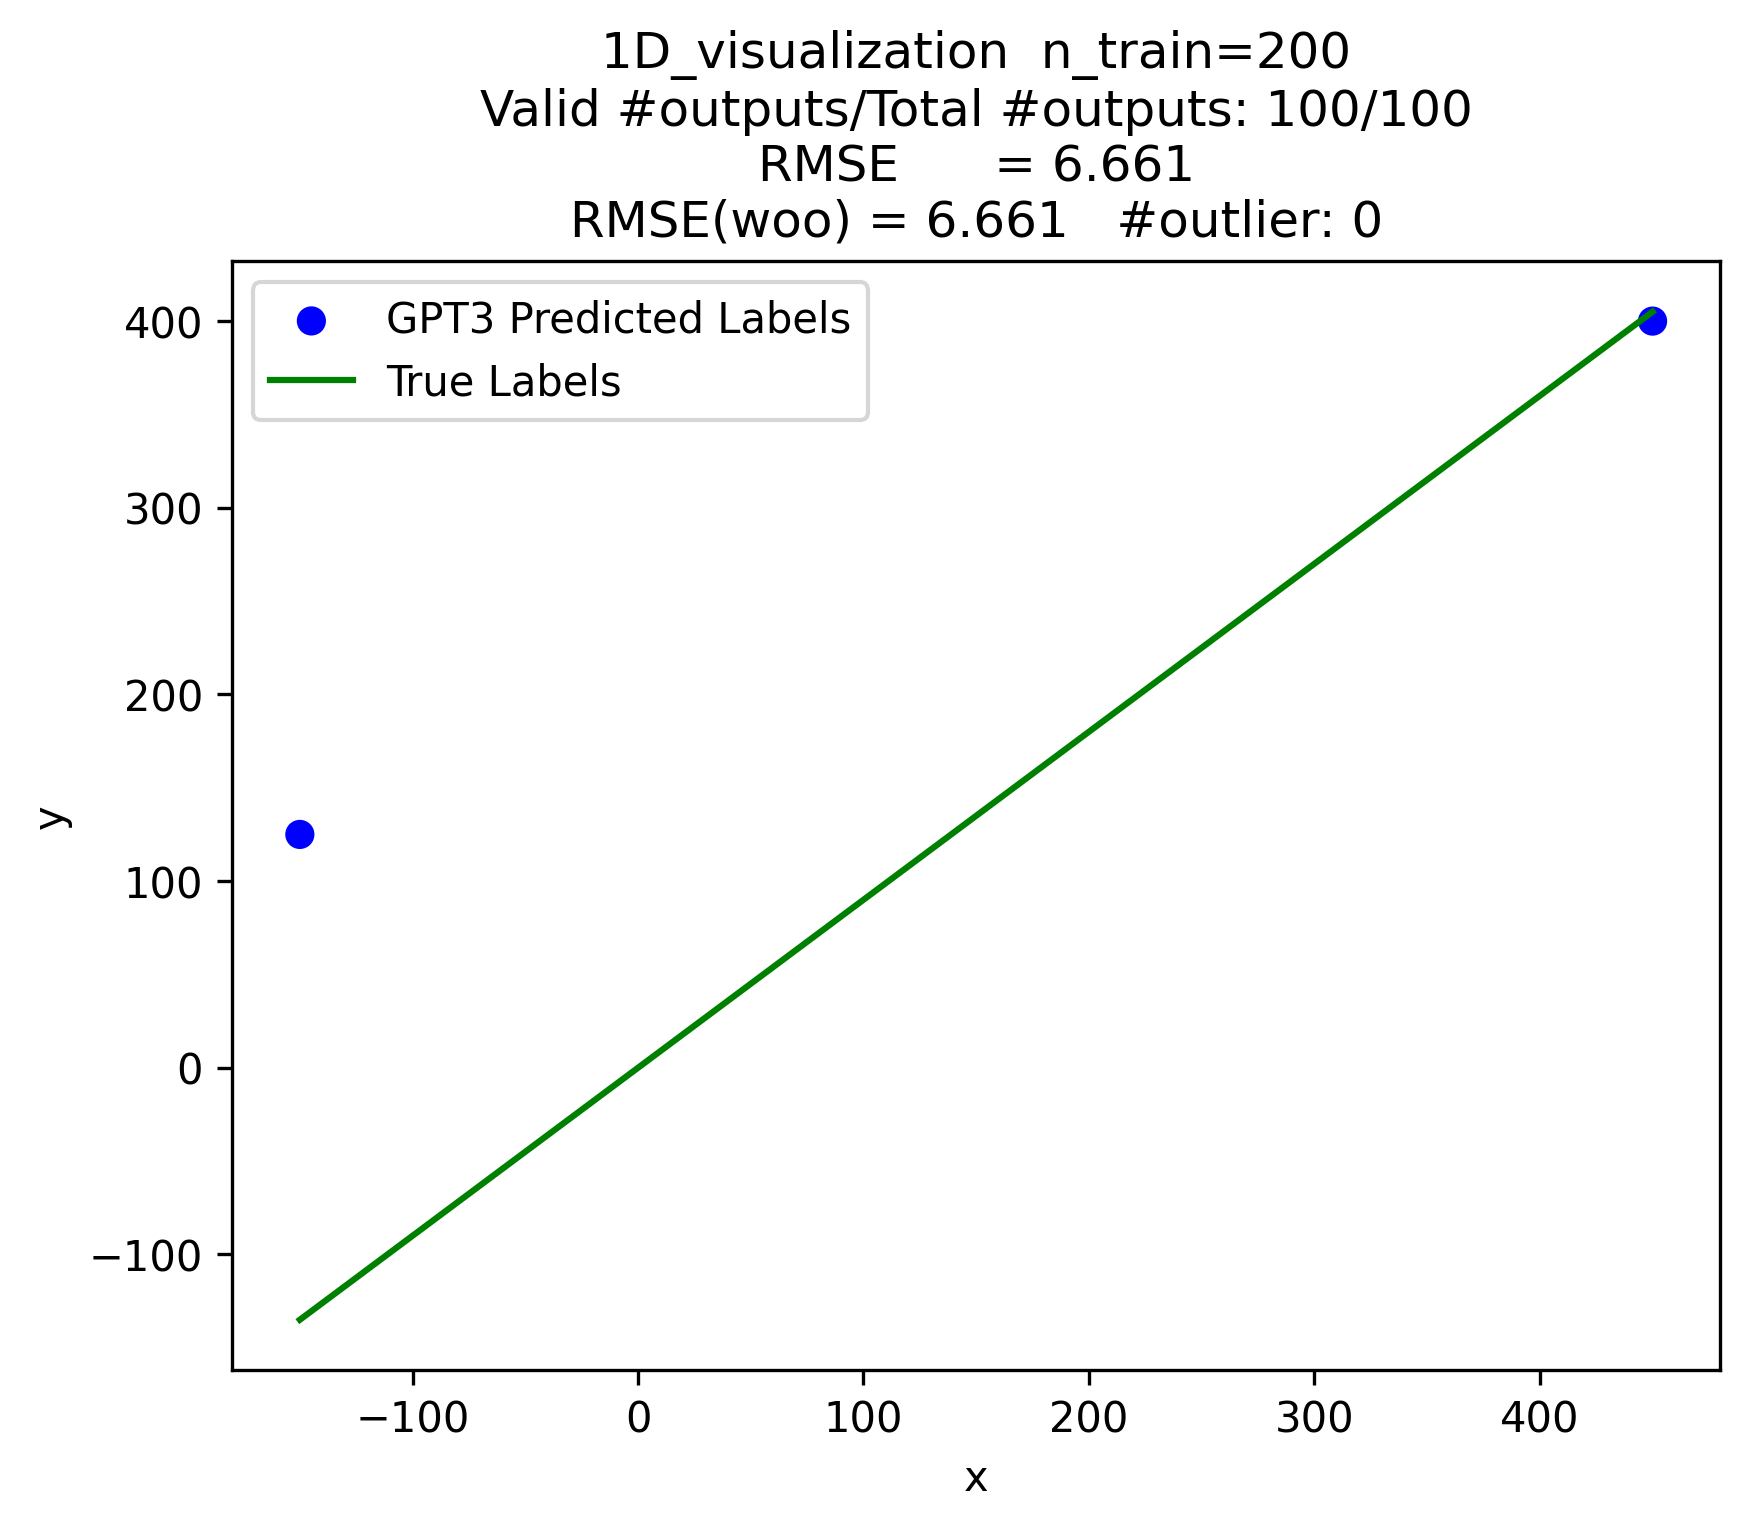 1D_visualization  n_train=200
Valid #outputs/Total #outputs: 100/100
RMSE      = 6.661
RMSE(woo) = 6.661   #outlier: 0
GPT3 Predicted Labels
True Labels
400
300
200
100
0
−100
y
−100 0 100 200 300 400
x